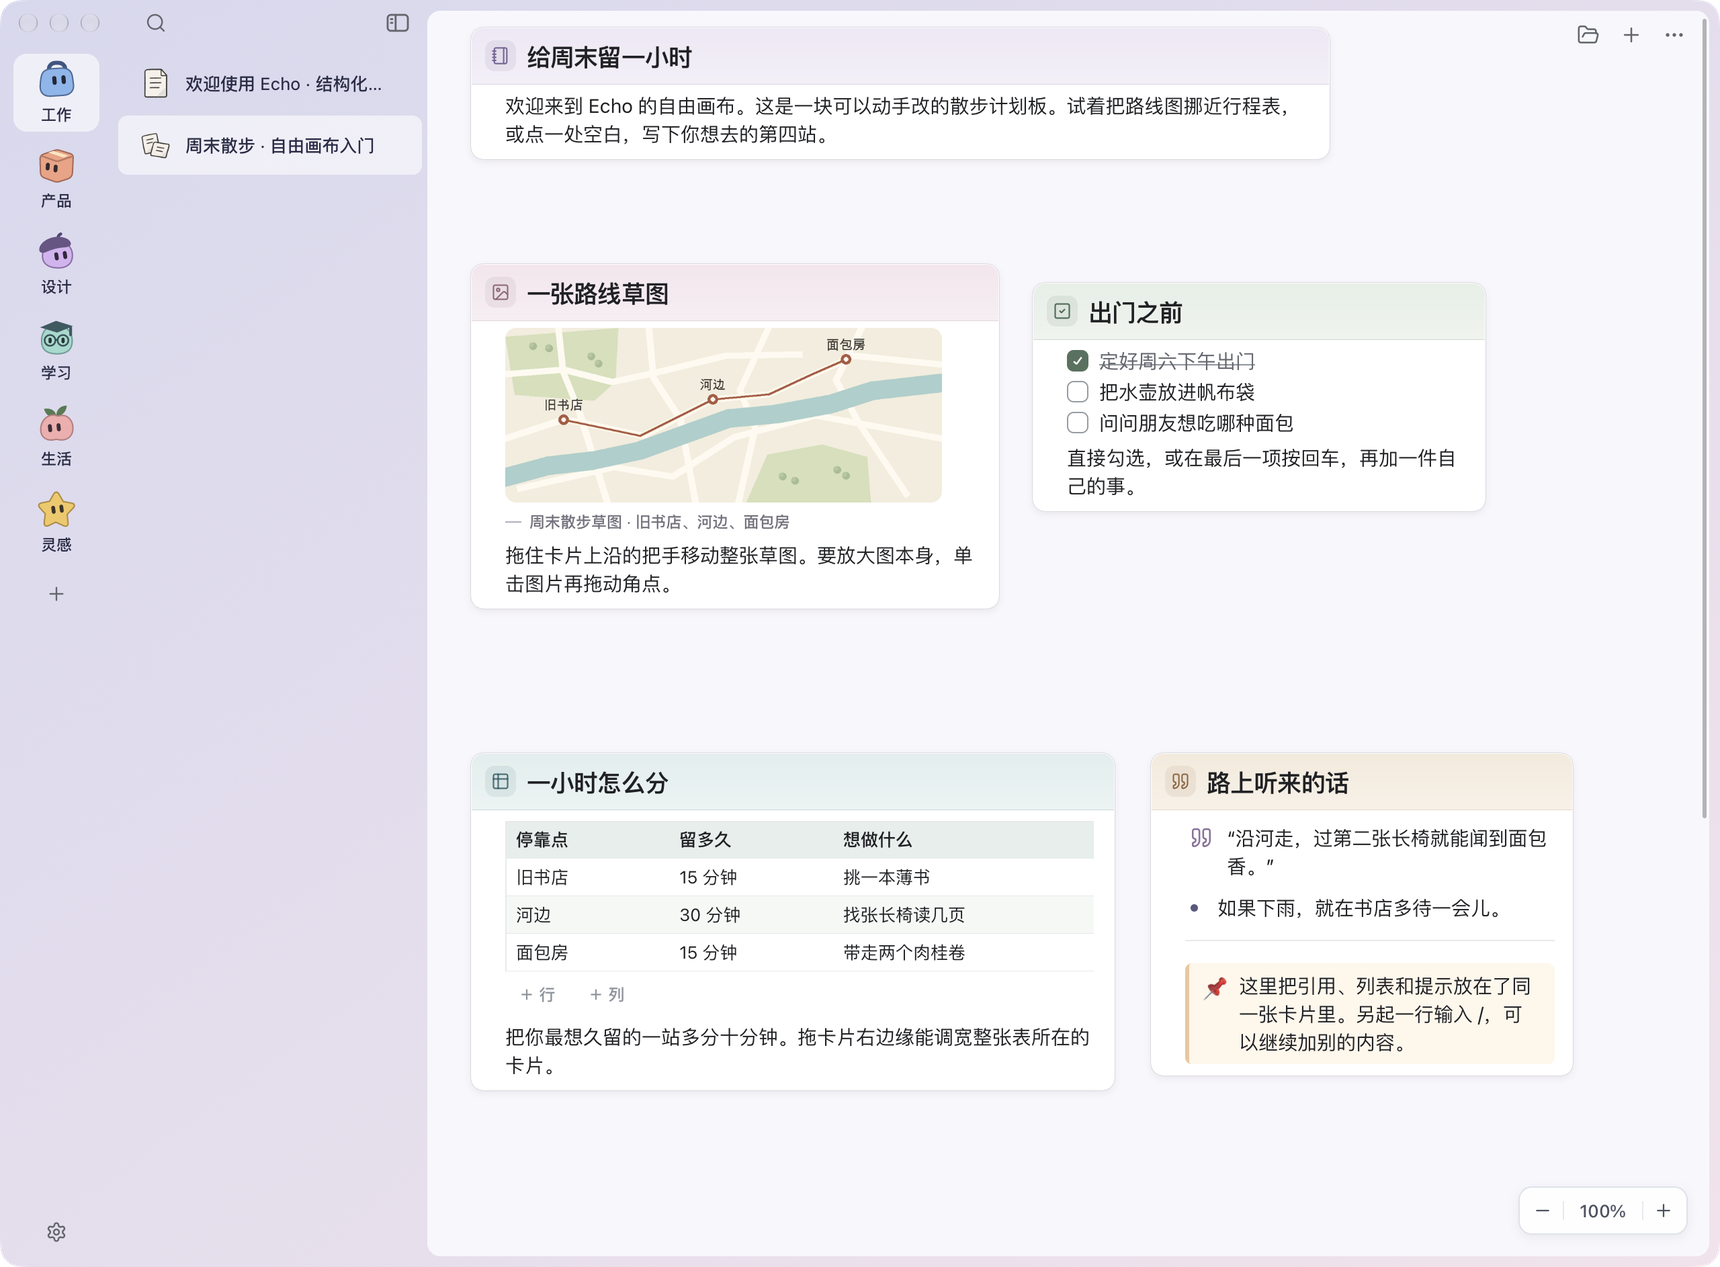 工作
产品
设计
学习
生活
灵感
欢迎使用 Echo · 结构化...
周末散步 · 自由画布入门
给周末留一小时
欢迎来到 Echo 的自由画布。这是一块可以动手改的散步计划板。试着把路线图挪近行程表，
或点一处空白，写下你想去的第四站。
一张路线草图
面包房
河边
旧书店
— 周末散步草图 · 旧书店、河边、面包房
拖住卡片上沿的把手移动整张草图。要放大图本身，单
击图片再拖动角点。
出门之前
定好周六下午出门
把水壶放进帆布袋
问问朋友想吃哪种面包
直接勾选，或在最后一项按回车，再加一件自
己的事。
一小时怎么分
停靠点 留多久 想做什么
旧书店 15 分钟 挑一本薄书
河边 30 分钟 找张长椅读几页
面包房 15 分钟 带走两个肉桂卷
+ 行 + 列
把你最想久留的一站多分十分钟。拖卡片右边缘能调宽整张表所在的
卡片。
路上听来的话
“沿河走，过第二张长椅就能闻到面包
香。”
• 如果下雨，就在书店多待一会儿。
这里把引用、列表和提示放在了同
一张卡片里。另起一行输入 /，可
以继续加别的内容。
100%